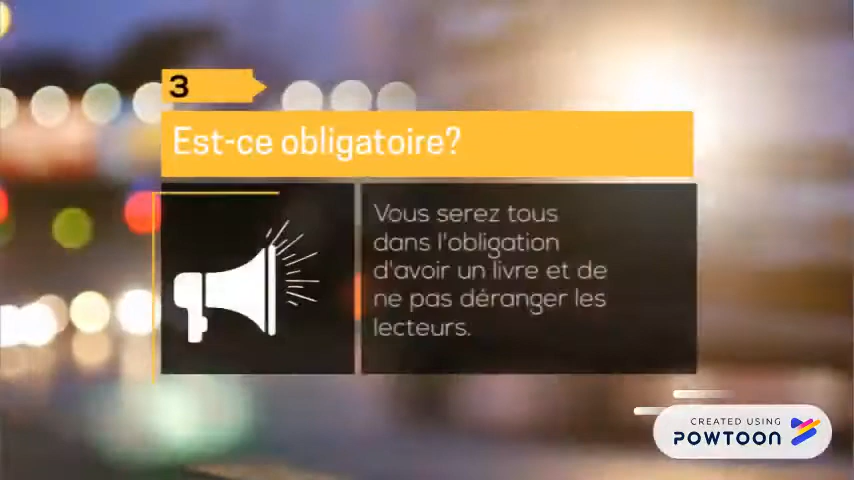 3
Est-ce obligatoire?
Vous serez tous
dans l'obligation
d'avoir un livre et de
ne pas déranger les
lecteurs.
CREATED USING
POWTOON